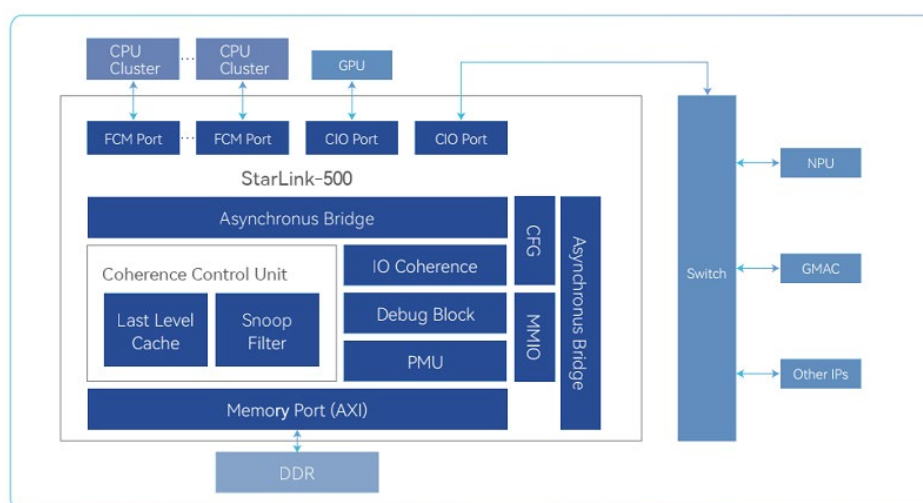 CPU
Cluster
...
CPU
Cluster
GPU
FCM Port
...
FCM Port
CIO Port
CIO Port
StarLink-500
Asynchronus Bridge
CFG
Asynchronus Bridge
Coherence Control Unit
IO Coherence
Last Level
Cache
Snoop
Filter
Debug Block
MMIO
PMU
Memory Port (AXI)
DDR
Switch
NPU
GMAC
Other IPs